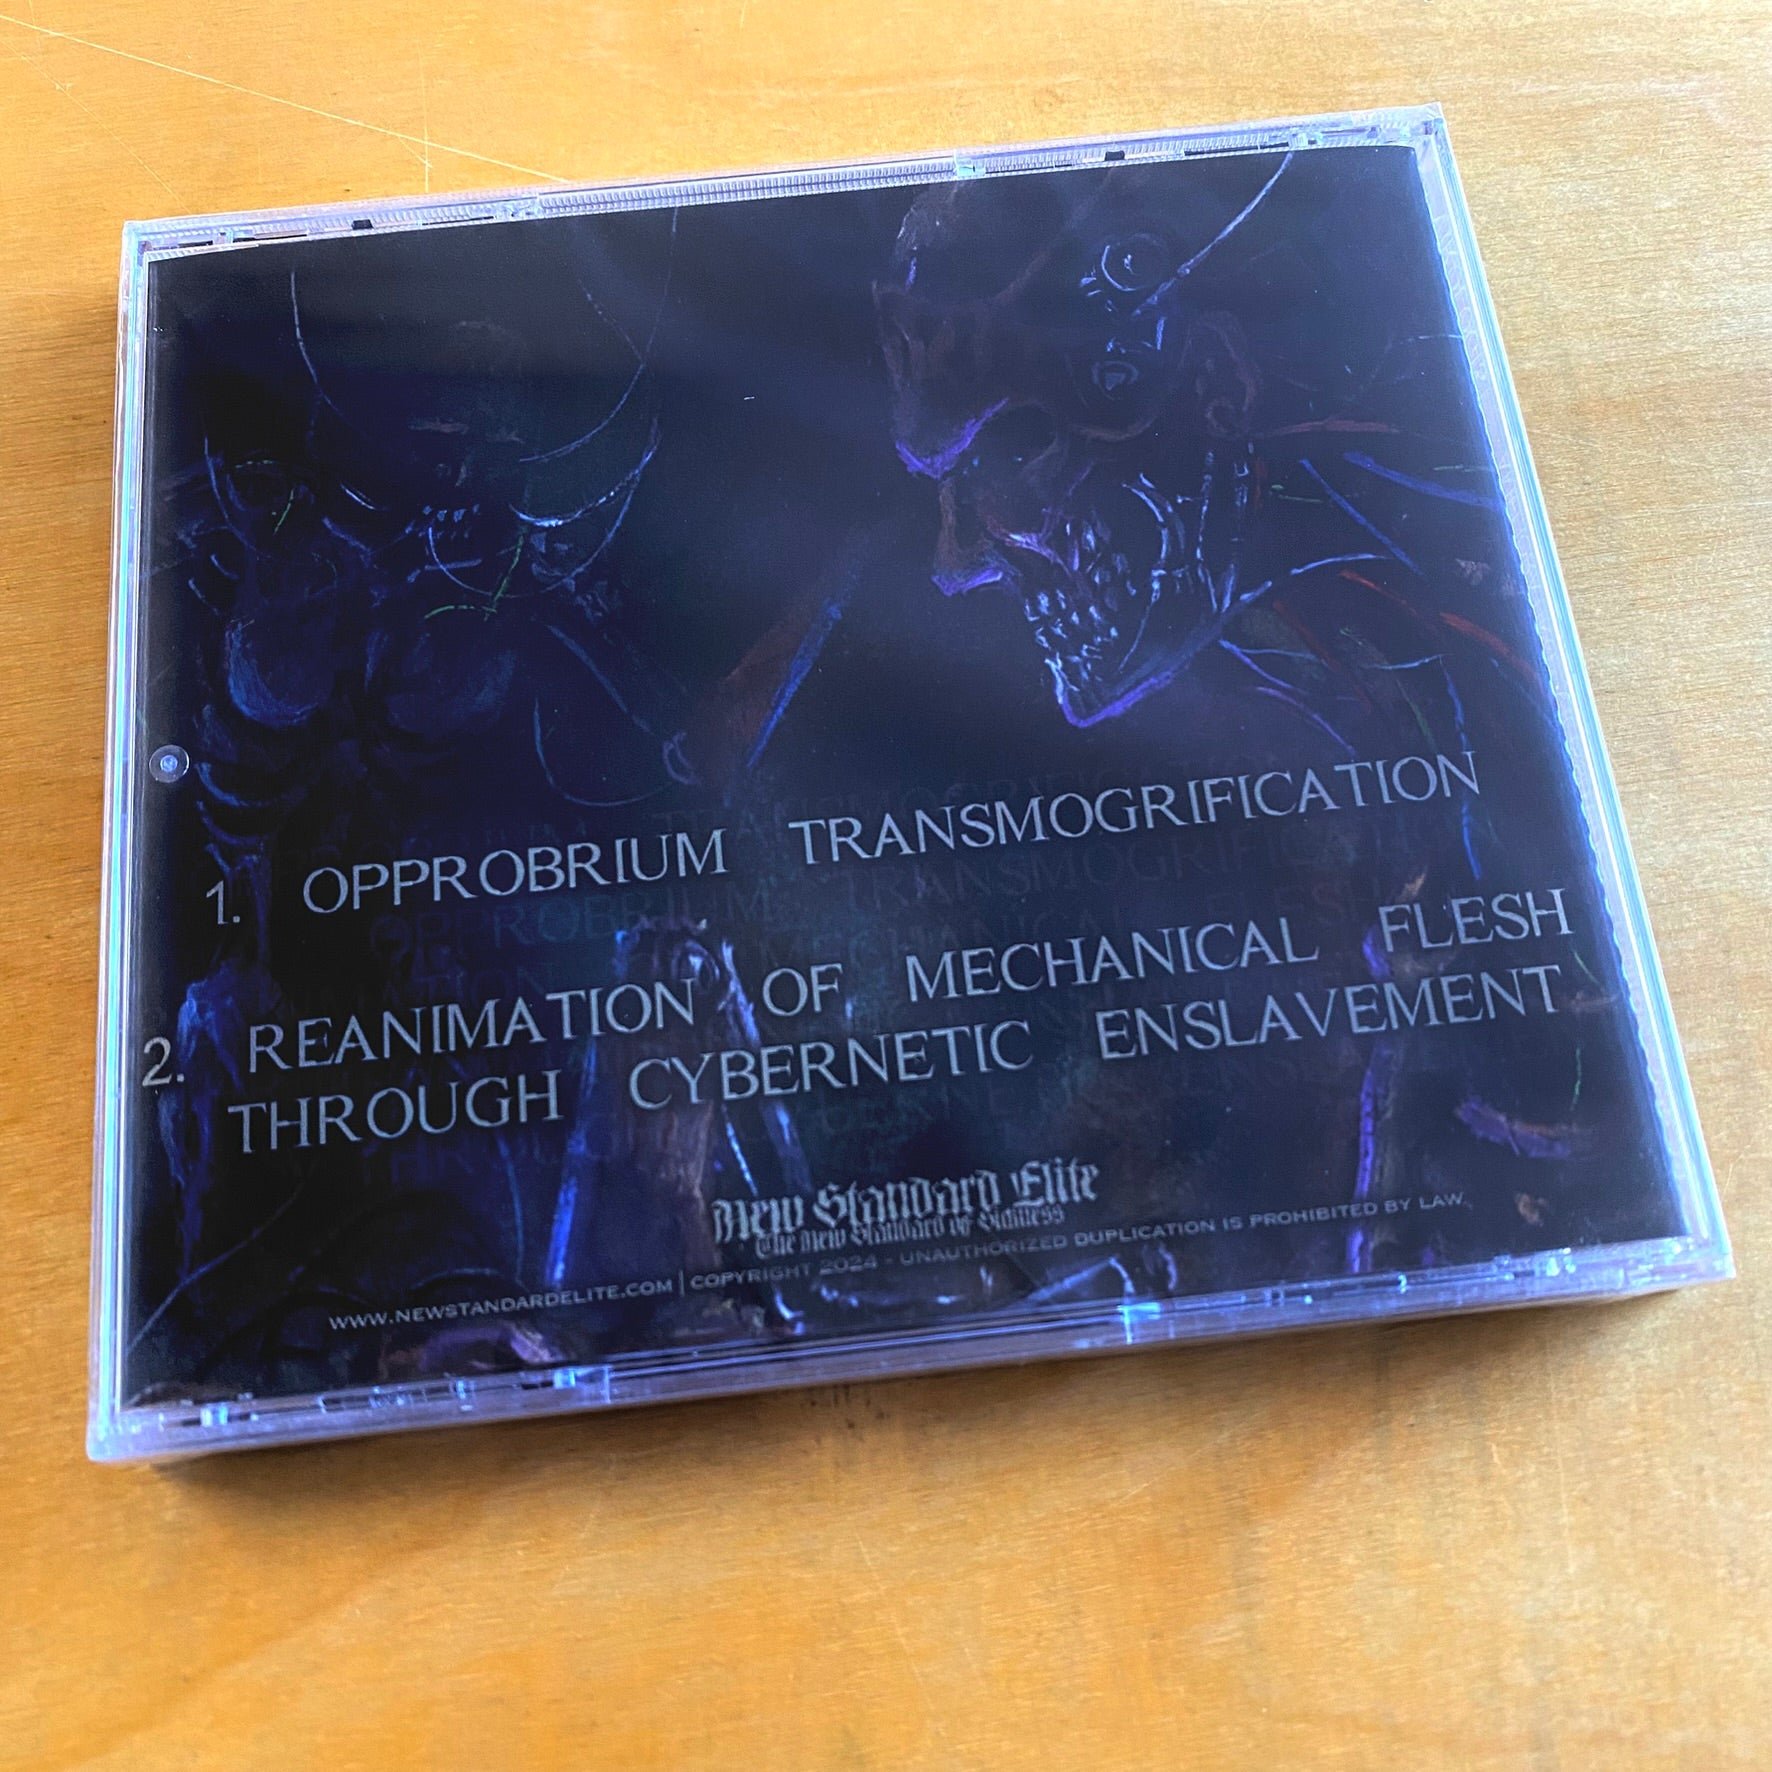 1. OPPROBRIUM TRANSMOGRIFICATION
2. REANIMATION OF MECHANICAL FLESH
THROUGH CYBERNETIC ENSLAVEMENT
New Standard Elite
The New Standard of Sickness
WWW.NEWSTANDARDELITE.COM | COPYRIGHT 2024 - UNAUTHORIZED DUPLICATION IS PROHIBITED BY LAW.